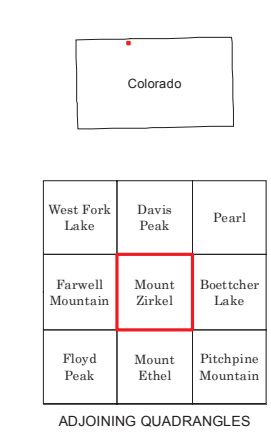 Colorado
West Fork
Lake
Davis
Peak
Pearl
Farwell
Mountain
Mount
Zirkel
Boettcher
Lake
Floyd
Peak
Mount
Ethel
Pitchpine
Mountain
ADJOINING QUADRANGLES